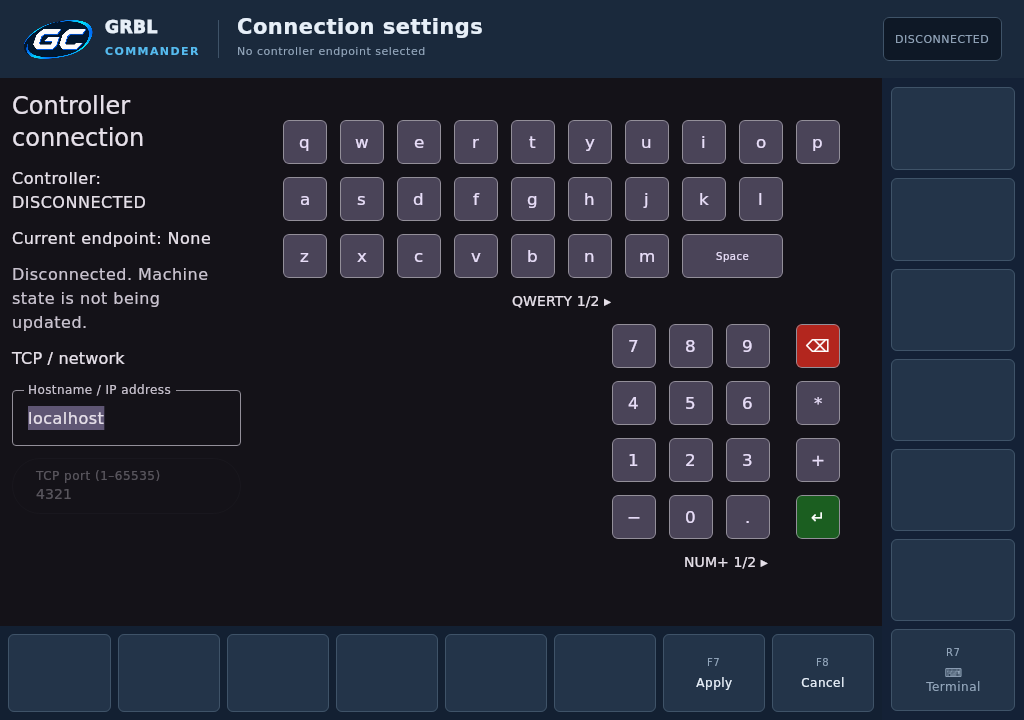 GC
GRBL
COMMANDER
Connection settings
No controller endpoint selected
DISCONNECTED
Controller
connection
Controller:
DISCONNECTED
Current endpoint: None
Disconnected. Machine
state is not being
updated.
TCP / network
Hostname / IP address
localhost
TCP port (1–65535)
4321
q w e r t y u i o p
a s d f g h j k l
z x c v b n m Space
QWERTY 1/2 ▸
7 8 9 ⌫
4 5 6 *
1 2 3 +
− 0 . ↵
NUM+ 1/2 ▸
F7
Apply
F8
Cancel
R7
⌨
Terminal